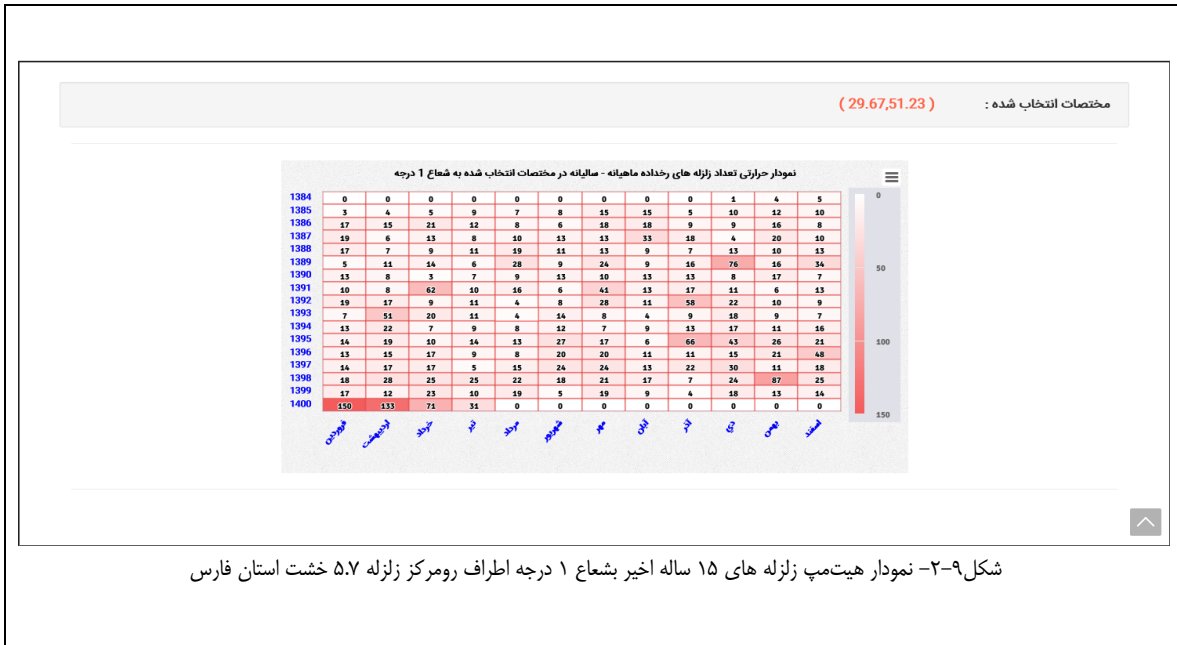 مختصات انتخاب شده : ( 29.67,51.23 )
نمودار حرارتی تعداد زلزله های رخداده ماهیانه - سالیانه در مختصات انتخاب شده به شعاع 1 درجه
1384 0 0 0 0 0 0 0 0 0 1 4 5
1385 3 4 5 9 7 8 15 15 5 10 12 10
1386 17 15 21 12 8 6 18 18 9 9 16 8
1387 19 6 13 8 10 13 13 33 18 4 20 10
1388 17 7 9 11 19 11 13 9 7 13 10 13
1389 5 11 14 6 28 9 24 9 16 76 16 34
1390 13 8 3 7 9 13 10 13 13 8 17 7
1391 10 8 62 10 16 6 41 13 17 11 6 13
1392 19 17 9 11 4 8 28 11 58 22 10 9
1393 7 51 20 11 4 14 8 4 9 18 9 7
1394 13 22 7 9 8 12 7 9 13 17 11 16
1395 14 19 10 14 13 27 17 6 66 43 26 21
1396 13 15 17 9 8 20 20 11 11 15 21 48
1397 14 17 17 5 15 24 24 13 22 30 11 18
1398 18 28 25 25 22 18 21 17 7 24 87 25
1399 17 12 23 10 19 5 19 9 4 18 13 14
1400 150 133 71 31 0 0 0 0 0 0 0 0
فروردین اردیبهشت خرداد تیر مرداد شهریور مهر آبان آذر دي بهمن اسفند
0
50
100
150
شکل۹-۲- نمودار هیت‌مپ زلزله های ۱۵ ساله اخیر بشعاع ۱ درجه اطراف رومرکز زلزله ۵.۷ خشت استان فارس